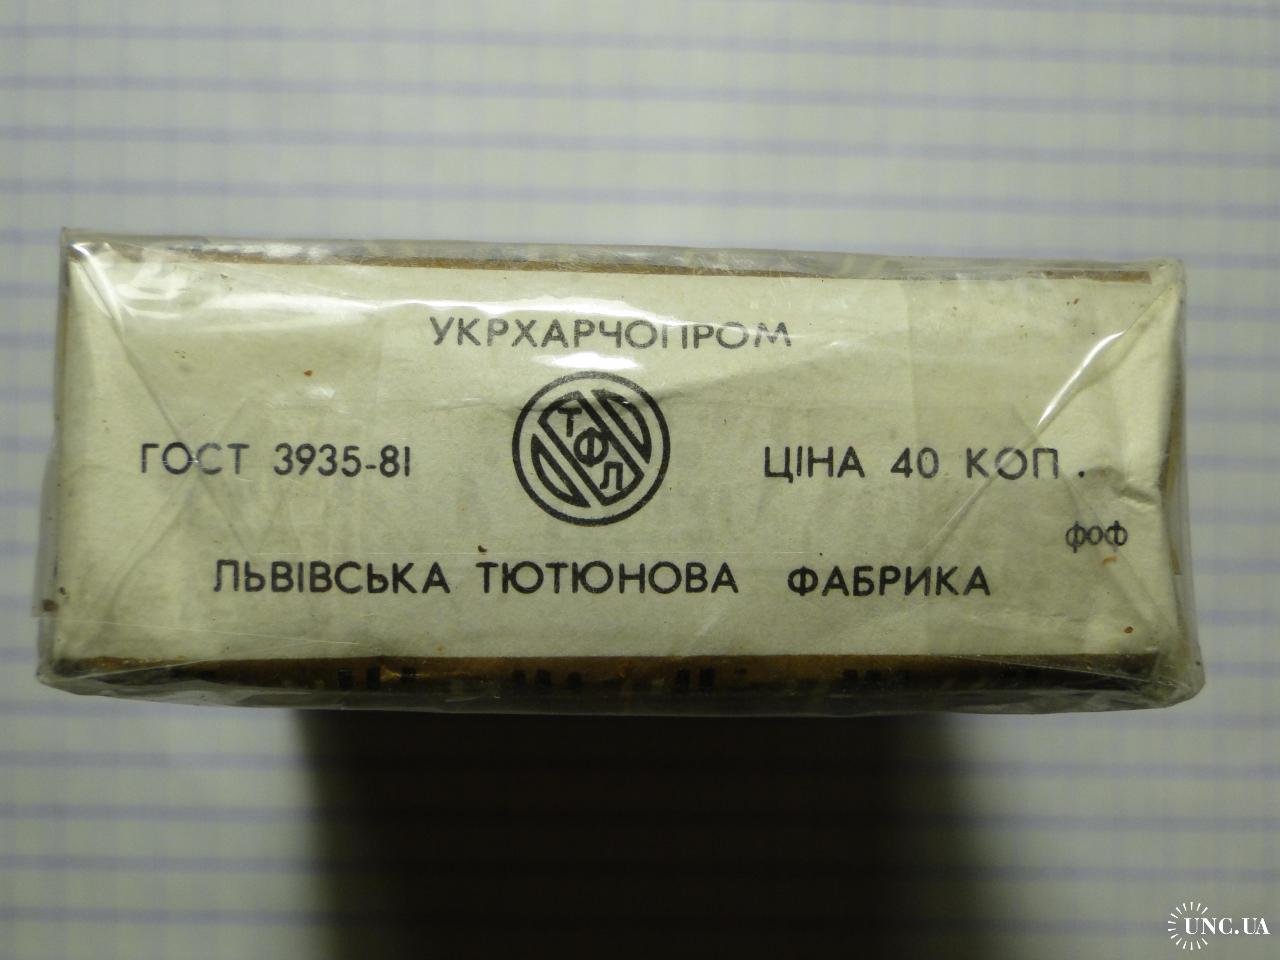 УКРХАРЧОПРОМ
ТФЛ
ГОСТ 3935-81 ЦІНА 40 КОП.
фоф
ЛЬВІВСЬКА ТЮТЮНОВА ФАБРИКА
UNC.UA